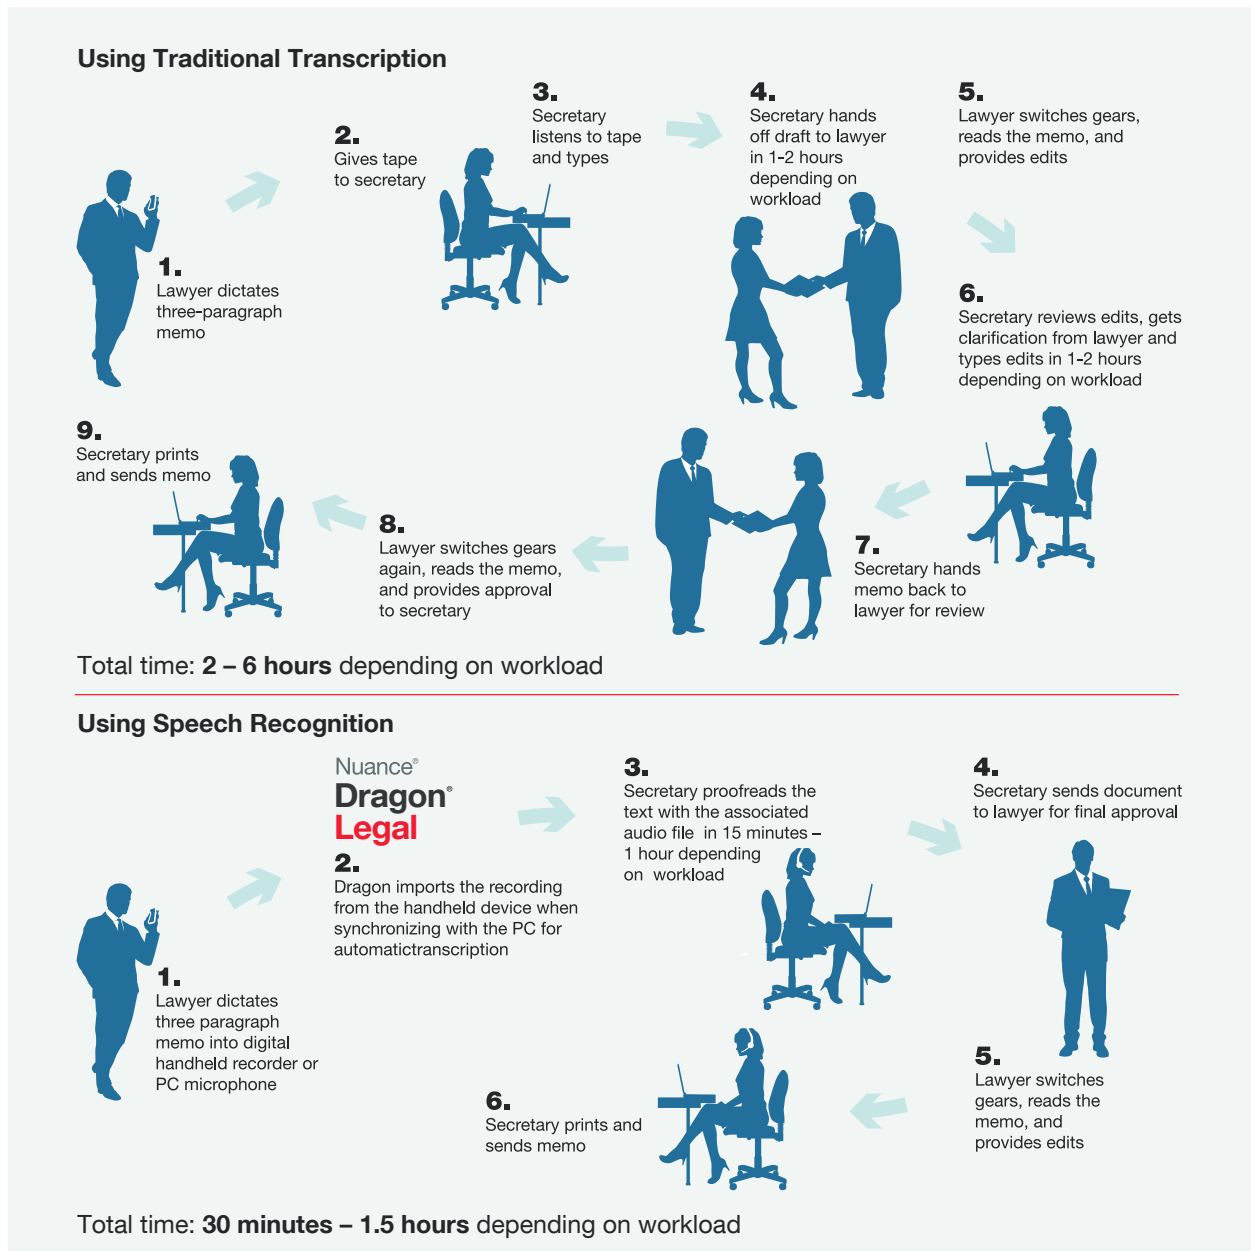 Using Traditional Transcription
1.
Lawyer dictates
three-paragraph
memo
2.
Gives tape
to secretary
3.
Secretary
listens to tape
and types
4.
Secretary hands
off draft to lawyer
in 1-2 hours
depending on
workload
5.
Lawyer switches gears,
reads the memo, and
provides edits
6.
Secretary reviews edits, gets
clarification from lawyer and
types edits in 1-2 hours
depending on workload
7.
Secretary hands
memo back to
lawyer for review
8.
Lawyer switches gears
again, reads the memo,
and provides approval
to secretary
9.
Secretary prints
and sends memo
Total time: 2 – 6 hours depending on workload
Using Speech Recognition
1.
Lawyer dictates
three paragraph
memo into digital
handheld recorder or
PC microphone
Nuance®
Dragon®
Legal
2.
Dragon imports the recording
from the handheld device when
synchronizing with the PC for
automatictranscription
3.
Secretary proofreads the
text with the associated
audio file in 15 minutes –
1 hour depending
on workload
4.
Secretary sends document
to lawyer for final approval
5.
Lawyer switches
gears, reads the
memo, and
provides edits
6.
Secretary prints and
sends memo
Total time: 30 minutes – 1.5 hours depending on workload